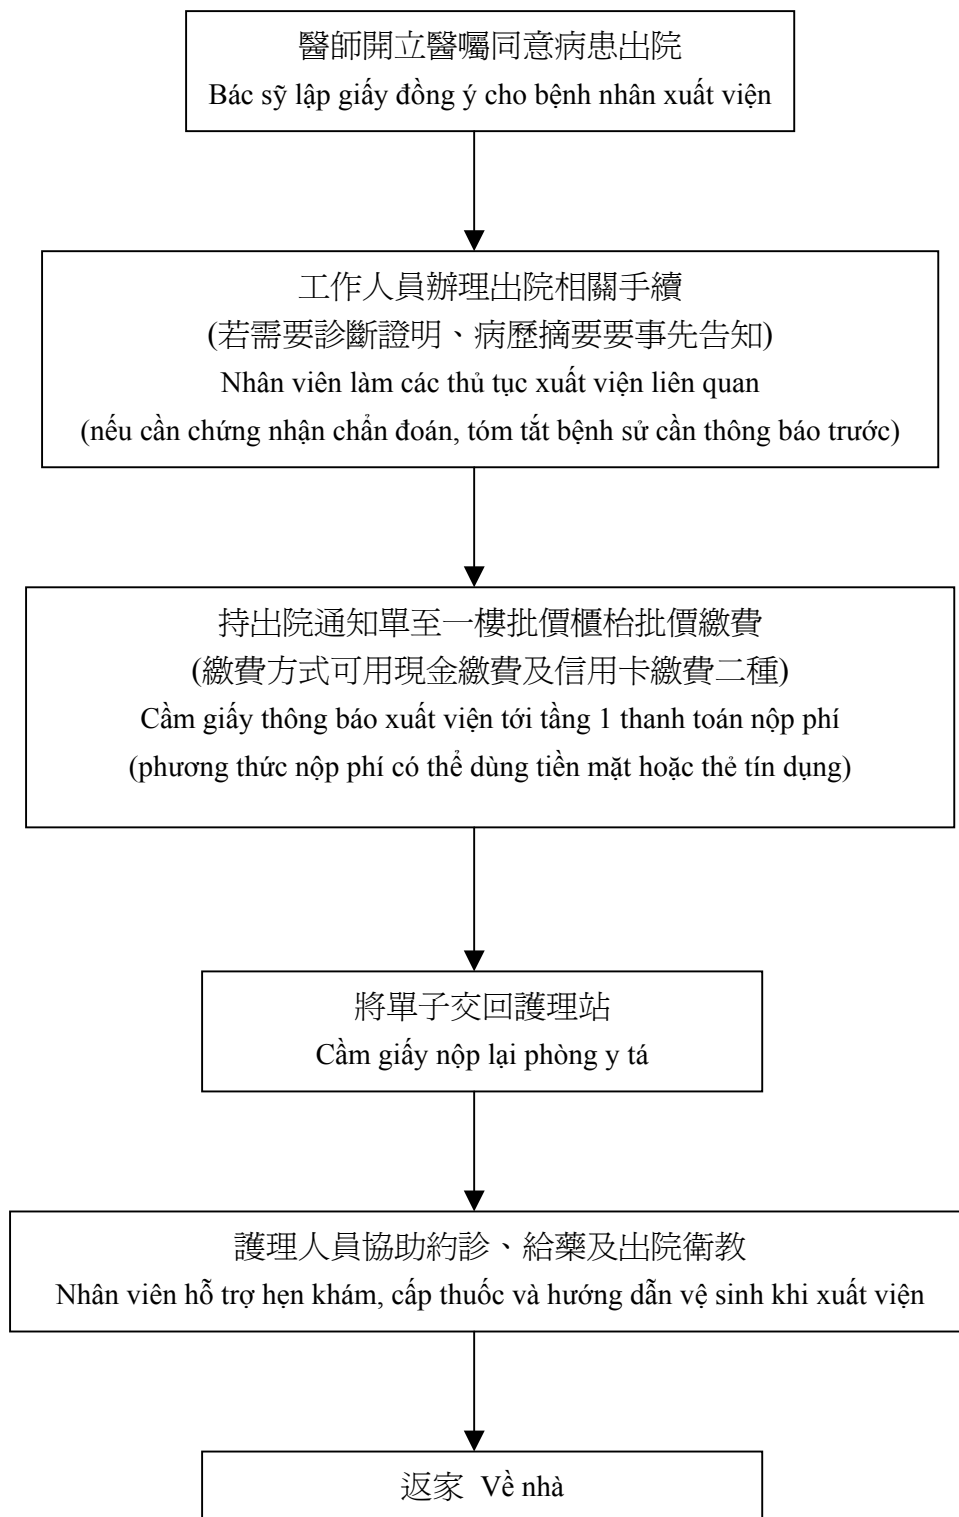 醫師開立醫囑同意病患出院
Bác sỹ lập giấy đồng ý cho bệnh nhân xuất viện
工作人員辦理出院相關手續
(若需要診斷證明、病歷摘要要事先告知)
Nhân viên làm các thủ tục xuất viện liên quan
(nếu cần chứng nhận chẩn đoán, tóm tắt bệnh sử cần thông báo trước)
持出院通知單至一樓批價櫃枱批價繳費
(繳費方式可用現金繳費及信用卡繳費二種)
Cầm giấy thông báo xuất viện tới tầng 1 thanh toán nộp phí
(phương thức nộp phí có thể dùng tiền mặt hoặc thẻ tín dụng)
將單子交回護理站
Cầm giấy nộp lại phòng y tá
護理人員協助約診、給藥及出院衛教
Nhân viên hỗ trợ hẹn khám, cấp thuốc và hướng dẫn vệ sinh khi xuất viện
返家 Về nhà